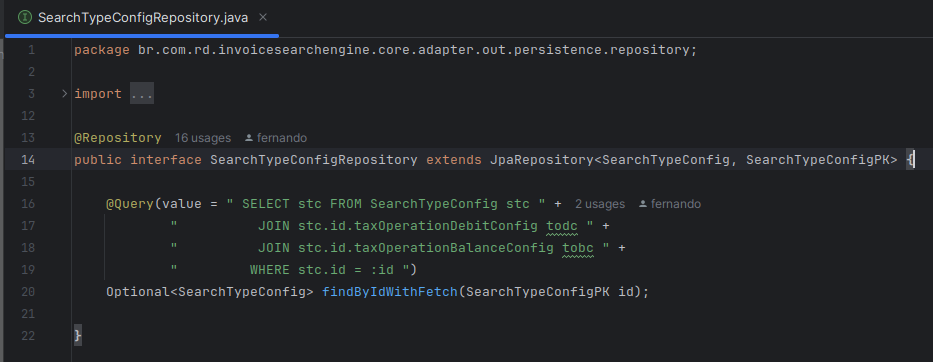 SearchTypeConfigRepository.java ×
1 package br.com.rd.invoicesearchengine.core.adapter.out.persistence.repository;
2
3 > import ...
12
13 @Repository 16 usages fernando
14 public interface SearchTypeConfigRepository extends JpaRepository<SearchTypeConfig, SearchTypeConfigPK> {
15
16 @Query(value = " SELECT stc FROM SearchTypeConfig stc " + 2 usages fernando
17 " JOIN stc.id.taxOperationDebitConfig todc " +
18 " JOIN stc.id.taxOperationBalanceConfig tobc " +
19 " WHERE stc.id = :id ")
20 Optional<SearchTypeConfig> findByIdWithFetch(SearchTypeConfigPK id);
21
22 }